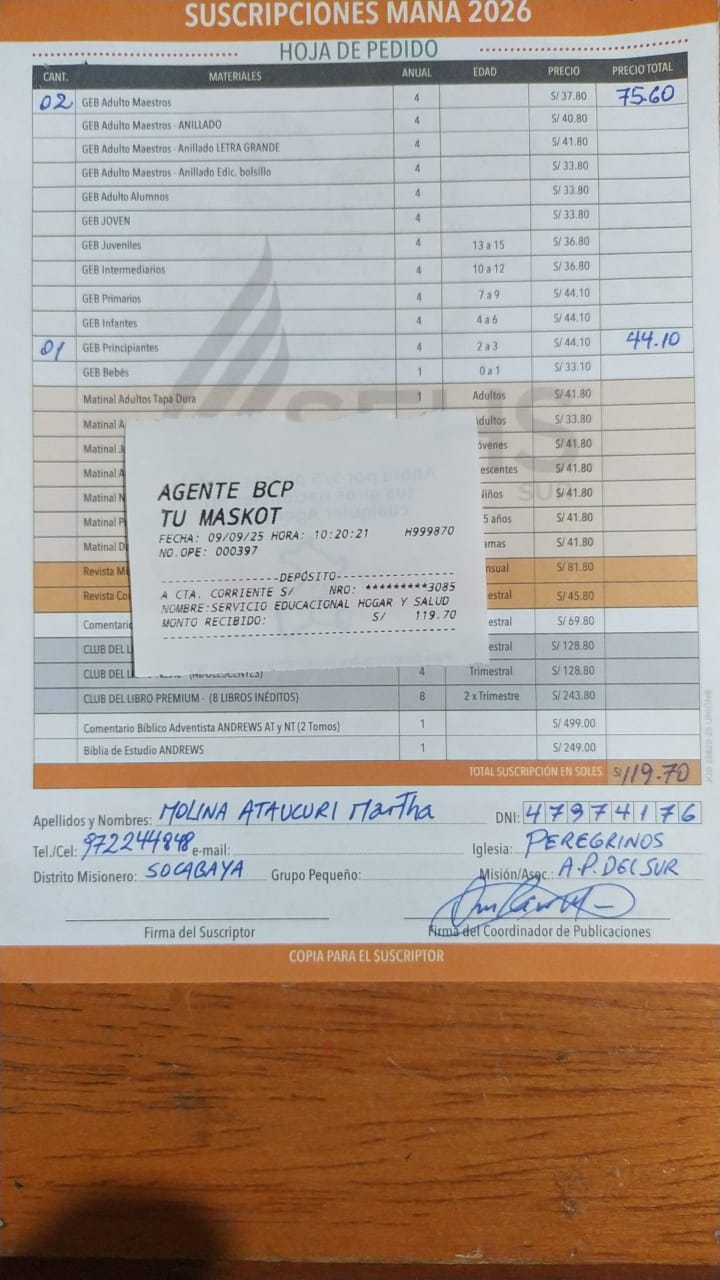 SUSCRIPCIONES MANÁ 2026
HOJA DE PEDIDO
CANT. MATERIALES ANUAL EDAD PRECIO PRECIO TOTAL
02 GEB Adulto Maestros 4 S/ 37.80 75.60
GEB Adulto Maestros - ANILLADO 4 S/ 40.80
GEB Adulto Maestros - Anillado LETRA GRANDE 4 S/ 41.80
GEB Adulto Maestros - Anillado Edic. bolsillo 4 S/ 33.80
GEB Adulto Alumnos 4 S/ 33.80
GEB JOVEN 4 S/ 33.80
GEB Juveniles 4 13 a 15 S/ 36.80
GEB Intermediarios 4 10 a 12 S/ 36.80
GEB Primarios 4 7 a 9 S/ 44.10
GEB Infantes 4 4 a 6 S/ 44.10
01 GEB Principiantes 4 2 a 3 S/ 44.10 44.10
GEB Bebés 1 0 a 1 S/ 33.10
Matinal Adultos Tapa Dura 1 Adultos S/ 41.80
Matinal A dultos S/ 33.80
Matinal J óvenes S/ 41.80
Matinal A escentes S/ 41.80
Matinal N Niños S/ 41.80
Matinal P 5 años S/ 41.80
Matinal D amas S/ 41.80
Revista Mi nsual S/ 81.80
Revista Co estral S/ 45.80
Comentario estral S/ 69.80
CLUB DEL L estral S/ 128.80
CLUB DEL L (ADOLESCENTES) 4 Trimestral S/ 128.80
CLUB DEL LIBRO PREMIUM - (8 LIBROS INÉDITOS) 8 2 x Trimestre S/ 243.80
Comentario Bíblico Adventista ANDREWS AT y NT (2 Tomos) 1 S/ 499.00
Biblia de Estudio ANDREWS 1 S/ 249.00
TOTAL SUSCRIPCIÓN EN SOLES S/ 119.70
AGENTE BCP
TU MASKOT
FECHA: 09/09/25 HORA: 10:20:21 H999870
NO.OPE: 000397
DEPÓSITO
A CTA. CORRIENTE S/ NRO: *********3085
NOMBRE:SERVICIO EDUCACIONAL HOGAR Y SALUD
MONTO RECIBIDO: S/ 119.70
Apellidos y Nombres: MOLINA ATAUCURI Martha DNI: 47974176
Tel./Cel: 972244848 e-mail: Iglesia: PEREGRINOS
Distrito Misionero: SOCABAYA Grupo Pequeño: Misión/Asoc.: A.P. DEL SUR
Firma del Suscriptor Firma del Coordinador de Publicaciones
COPIA PARA EL SUSCRIPTOR